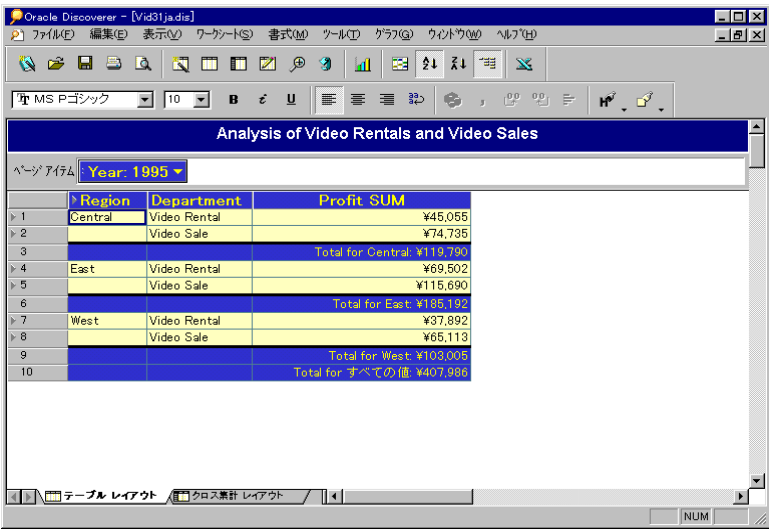 Oracle Discoverer - [Vid31ja.dis]
ファイル(F) 編集(E) 表示(V) ワークシート(S) 書式(M) ツール(T) グラフ(G) ウィンドウ(W) ヘルプ(H)
MS Pゴシック 10 B i U
Analysis of Video Rentals and Video Sales
ページ アイテム Year: 1995
Region Department Profit SUM
1 Central Video Rental ¥45,055
2 Video Sale ¥74,735
3 Total for Central: ¥119,790
4 East Video Rental ¥69,502
5 Video Sale ¥115,690
6 Total for East: ¥185,192
7 West Video Rental ¥37,892
8 Video Sale ¥65,113
9 Total for West: ¥103,005
10 Total for すべての値: ¥407,986
テーブル レイアウト クロス集計 レイアウト
NUM